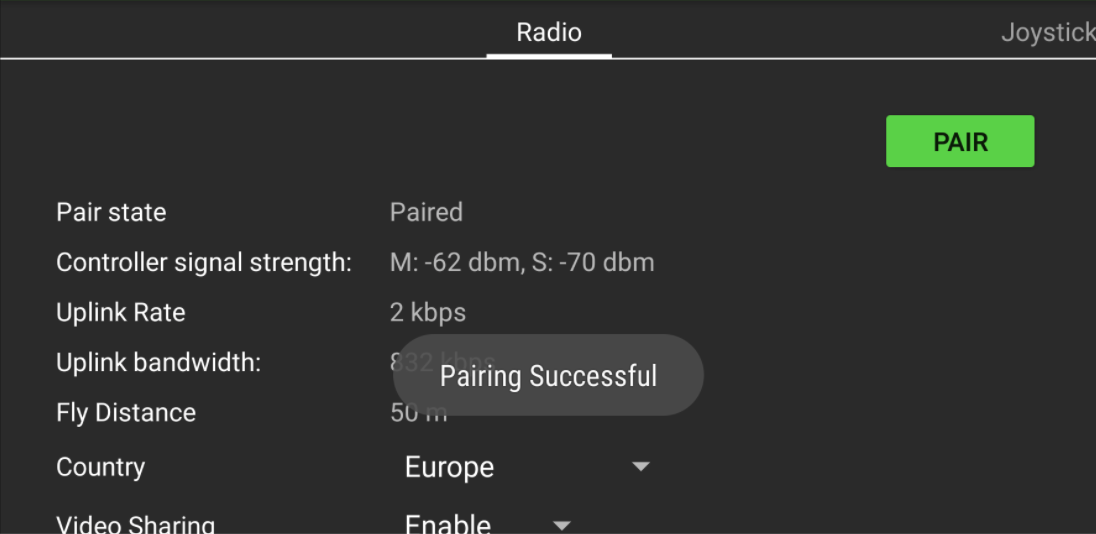 Radio
Joystick
PAIR
Pair state Paired
Controller signal strength: M: -62 dbm, S: -70 dbm
Uplink Rate 2 kbps
Uplink bandwidth: 832 kbps
Pairing Successful
Fly Distance 50 m
Country Europe
Video Sharing Enable